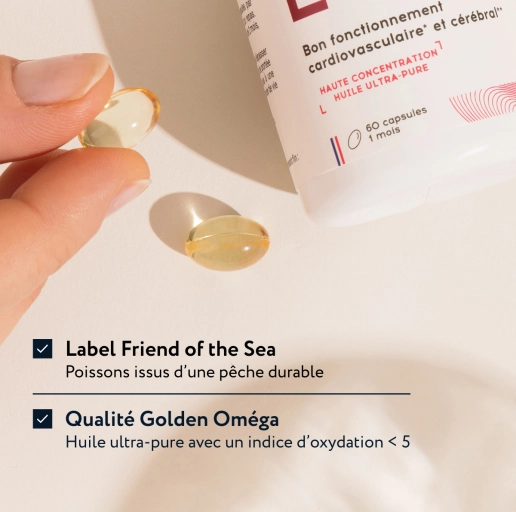 Bon fonctionnement
cardiovasculaire* et cérébral**
HAUTE CONCENTRATION
HUILE ULTRA-PURE
60 capsules
1 mois
Label Friend of the Sea
Poissons issus d'une pêche durable
Qualité Golden Oméga
Huile ultra-pure avec un indice d'oxydation < 5